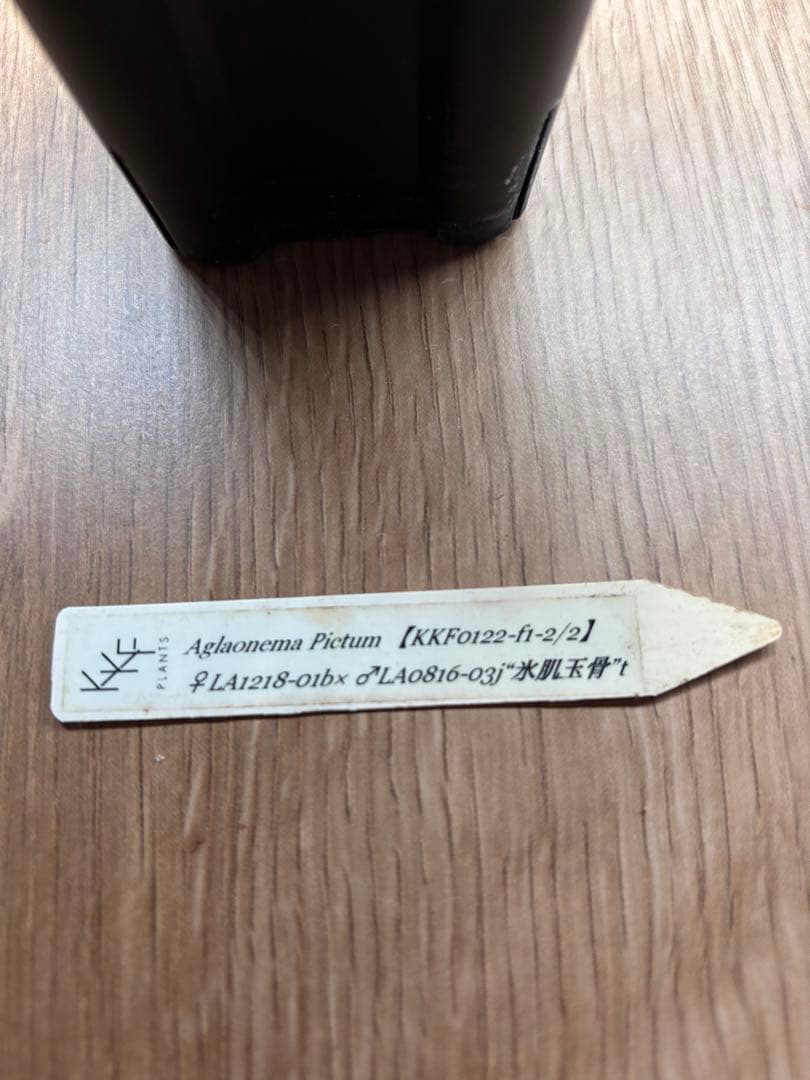 KKF
PLANTS
Aglaonema Pictum【KKF0122-f1-2/2】
♀LA1218-01b× ♂LA0816-03j“氷肌玉骨”t